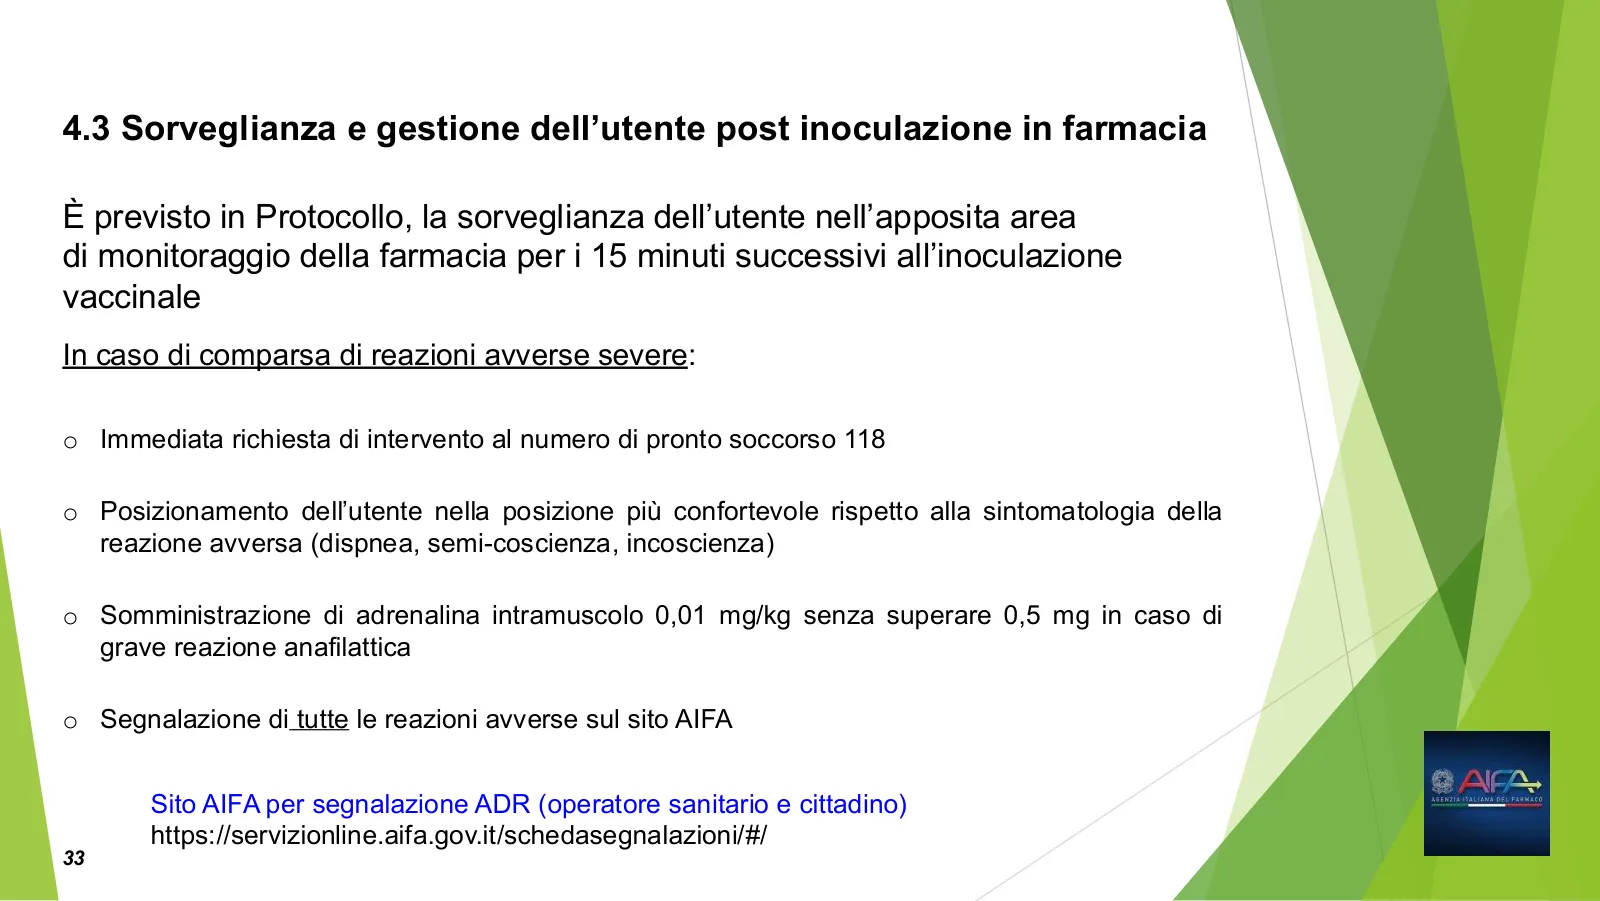 4.3 Sorveglianza e gestione dell’utente post inoculazione in farmacia
È previsto in Protocollo, la sorveglianza dell’utente nell’apposita area
di monitoraggio della farmacia per i 15 minuti successivi all’inoculazione
vaccinale
In caso di comparsa di reazioni avverse severe:
o Immediata richiesta di intervento al numero di pronto soccorso 118
o Posizionamento dell’utente nella posizione più confortevole rispetto alla sintomatologia della
reazione avversa (dispnea, semi-coscienza, incoscienza)
o Somministrazione di adrenalina intramuscolo 0,01 mg/kg senza superare 0,5 mg in caso di
grave reazione anafilattica
o Segnalazione di tutte le reazioni avverse sul sito AIFA
Sito AIFA per segnalazione ADR (operatore sanitario e cittadino)
https://servizionline.aifa.gov.it/schedasegnalazioni/#/
33
AIFA
AGENZIA ITALIANA DEL FARMACO